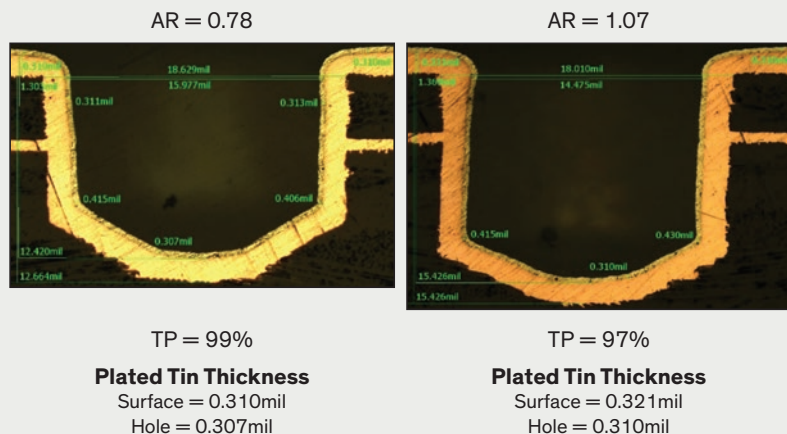 AR = 0.78
18.629mil
15.977mil
0.311mil
0.313mil
0.415mil
0.406mil
0.307mil
12.420mil
12.664mil
TP = 99%
Plated Tin Thickness
Surface = 0.310mil
Hole = 0.307mil
AR = 1.07
18.010mil
14.475mil
0.415mil
0.430mil
0.310mil
15.426mil
15.426mil
TP = 97%
Plated Tin Thickness
Surface = 0.321mil
Hole = 0.310mil